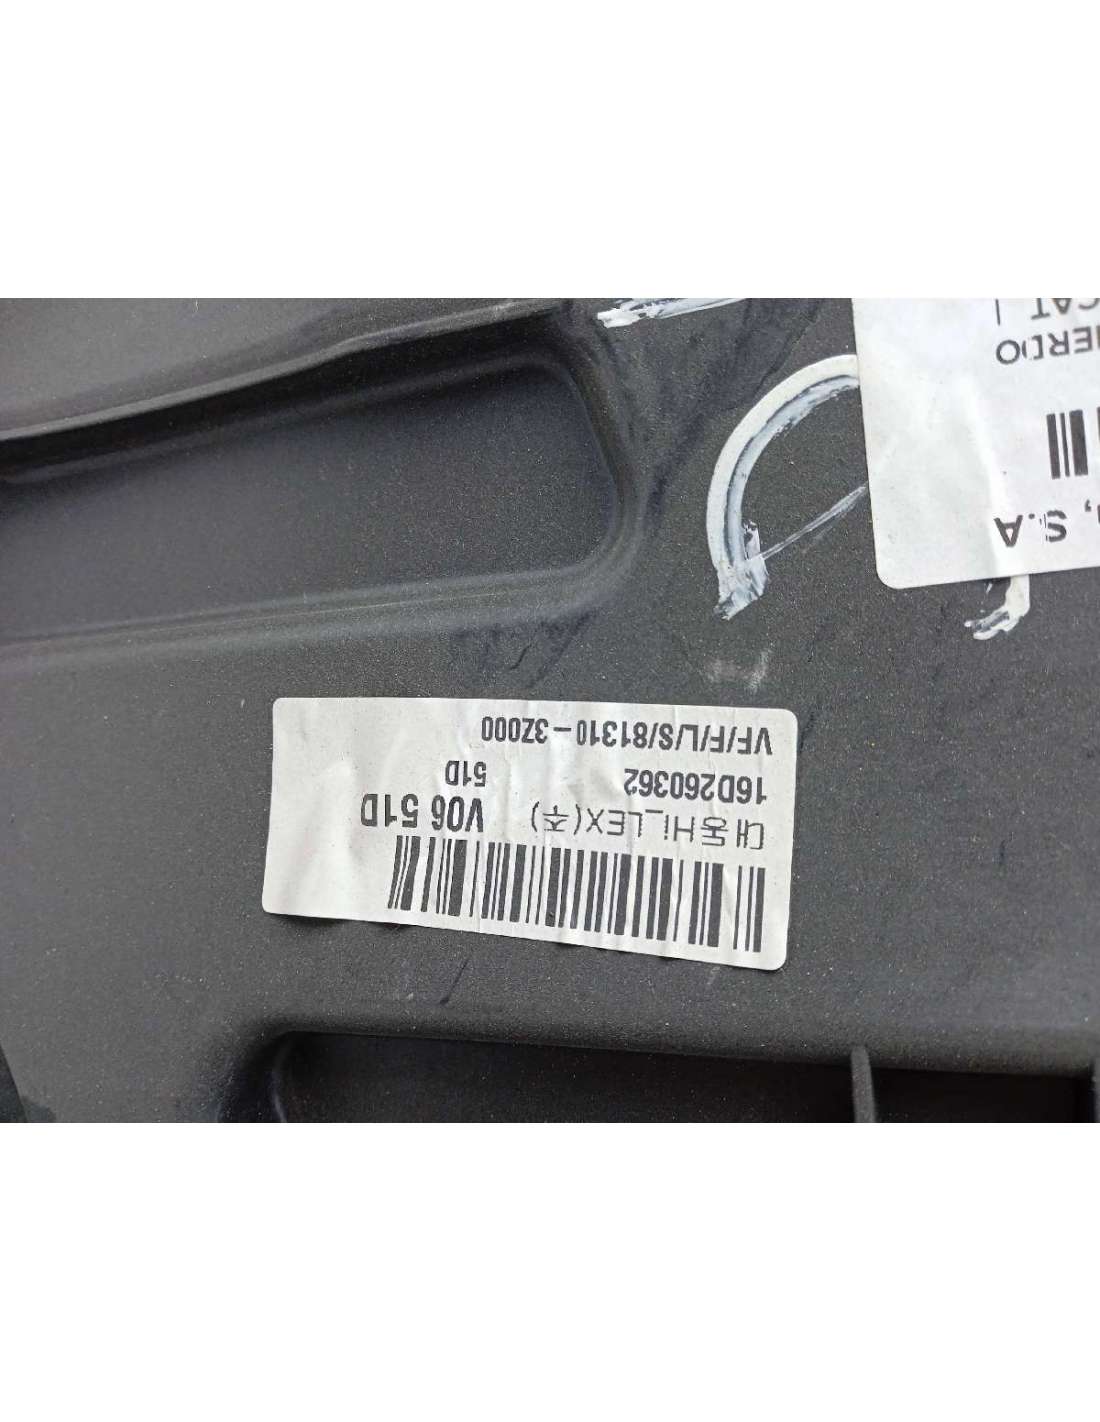 대동Hi_LEX(주) V06 51D
16D260362 51D
VF/F/L/S/81310-3Z000
S.A